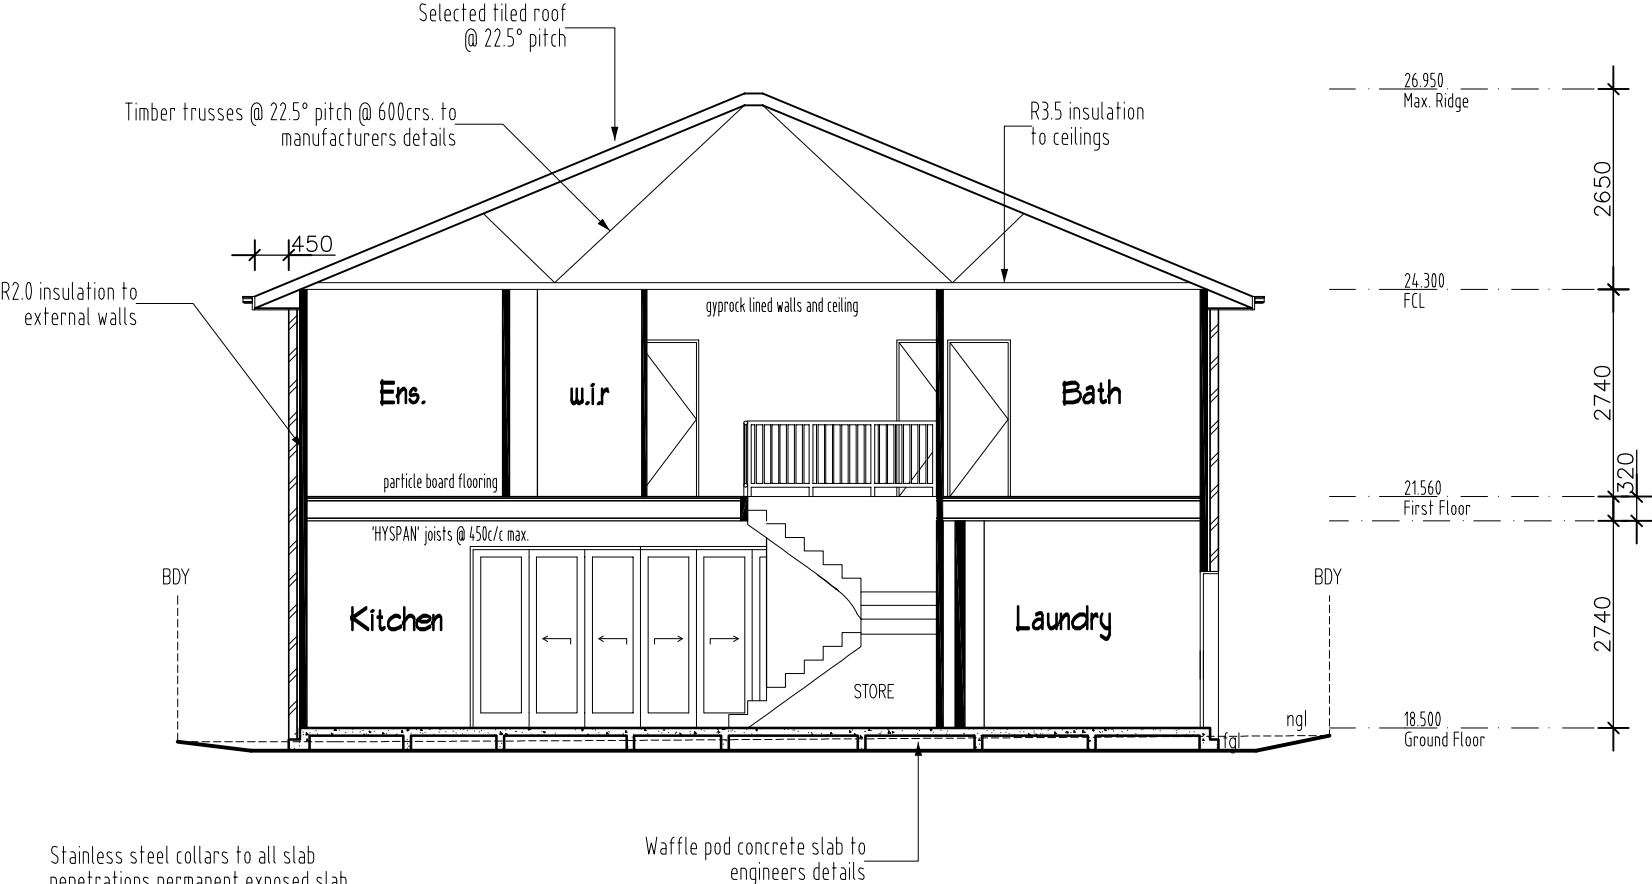 Selected tiled roof
@ 22.5° pitch
Timber trusses @ 22.5° pitch @ 600crs. to
manufacturers details
R3.5 insulation
to ceilings
26.950
Max. Ridge
2650
450
R2.0 insulation to
external walls
gyprock lined walls and ceiling
24.300
FCL
Ens.
w.i.r
Bath
2740
particle board flooring
21.560
First Floor
320
'HYSPAN' joists @ 450c/c max.
BDY
BDY
Kitchen
Laundry
2740
STORE
ngl
fgl
18.500
Ground Floor
Waffle pod concrete slab to
engineers details
Stainless steel collars to all slab
penetrations permanent exposed slab